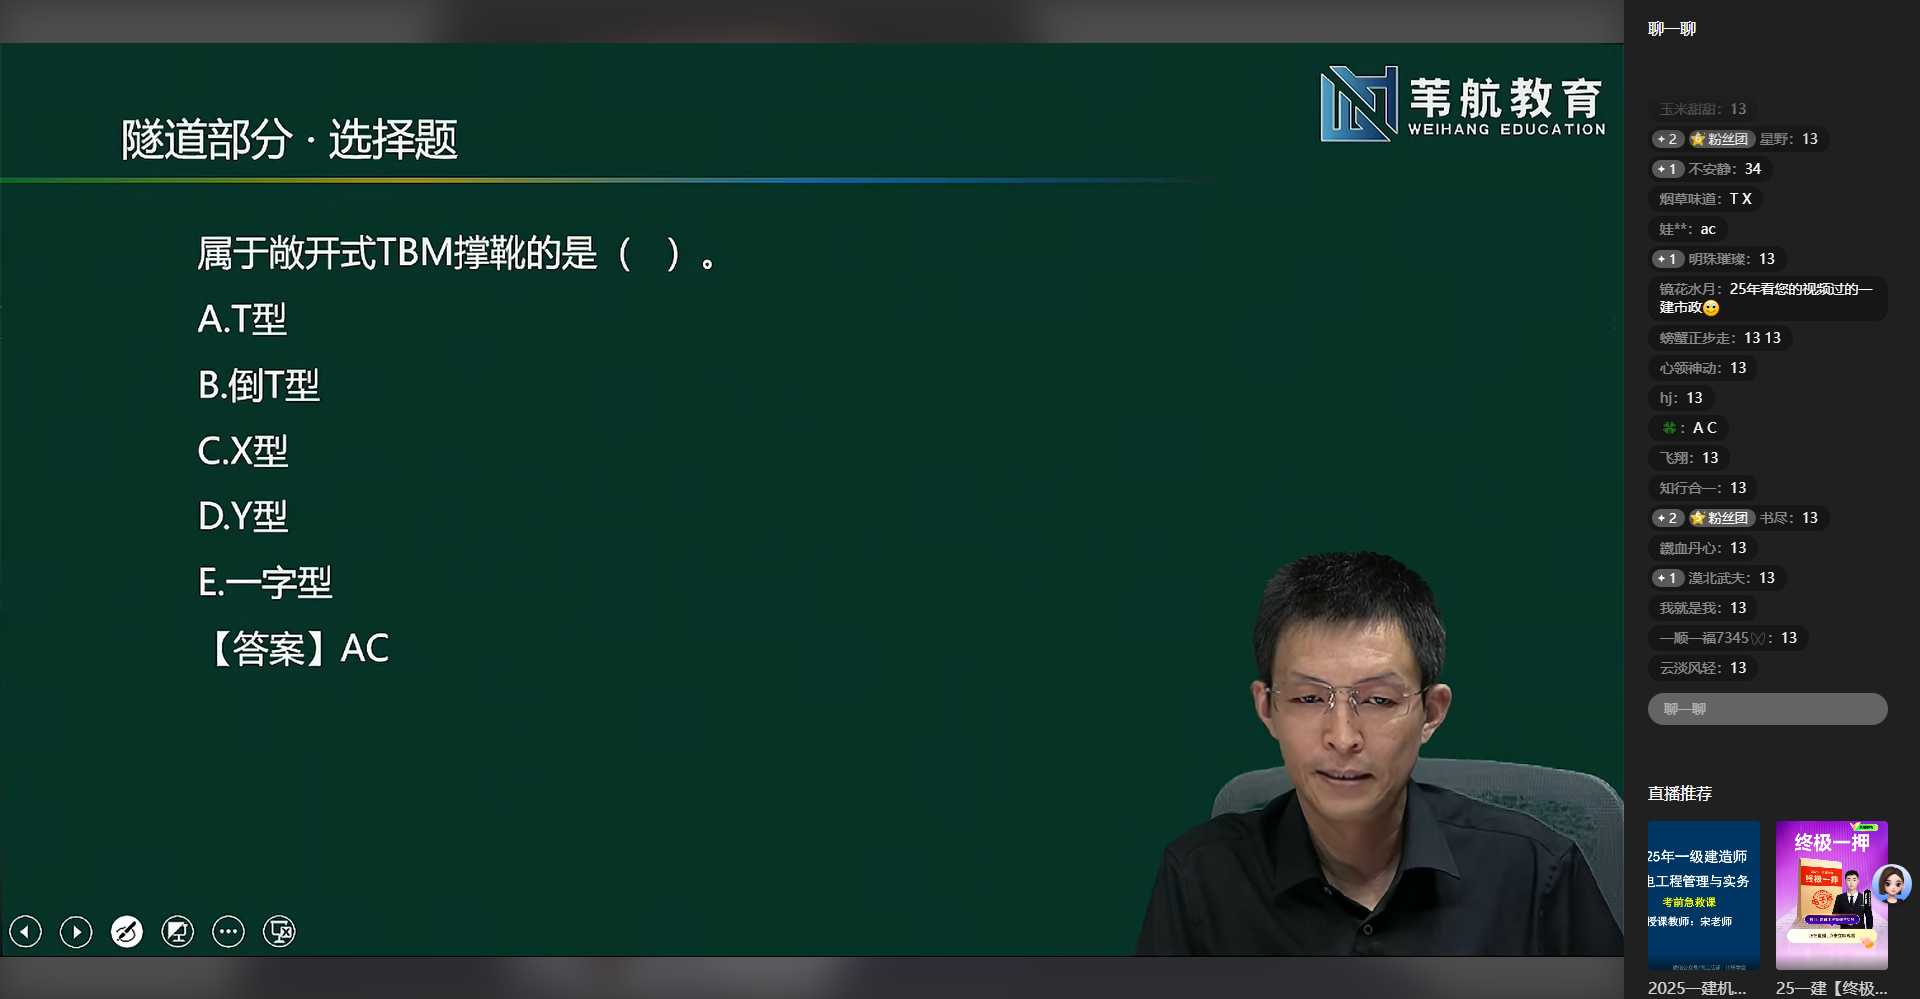 苇航教育
WEIHANG EDUCATION
隧道部分 · 选择题
属于敞开式TBM撑靴的是（ ）。
A.T型
B.倒T型
C.X型
D.Y型
E.一字型
【答案】AC
聊一聊
玉米甜甜：13
2 粉丝团 星野：13
1 不安静：34
烟草味道：T X
娃**：ac
1 明珠璀璨：13
镜花水月：25年看您的视频过的一
建市政
螃蟹正步走：13 13
心领神动：13
hj：13
：A C
飞翔：13
知行合一：13
2 粉丝团 书尽：13
鐵血丹心：13
1 漠北武夫：13
我就是我：13
一顺一福7345：13
云淡风轻：13
聊一聊
直播推荐
25年一级建造师
电工程管理与实务
考前急救课
授课教师：宋老师
2025一建机...
终极一押
终极一押
25一建【终极...